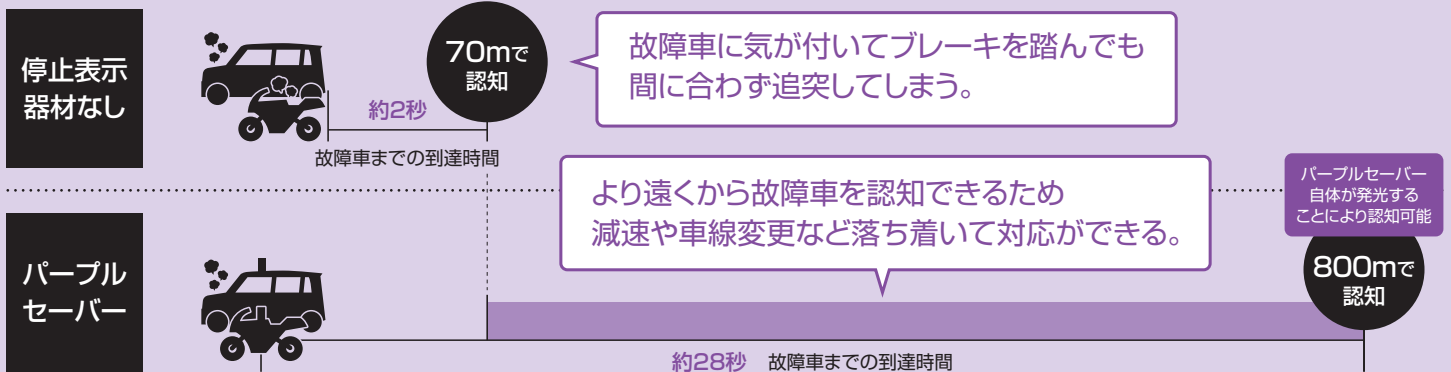 停止表示
器材なし
70mで
認知
故障車に気が付いてブレーキを踏んでも
間に合わず追突してしまう。
約2秒
故障車までの到達時間
パープル
セーバー
より遠くから故障車を認知できるため
減速や車線変更など落ち着いて対応ができる。
パープルセーバー
自体が発光する
ことにより認知可能
800mで
認知
約28秒 故障車までの到達時間